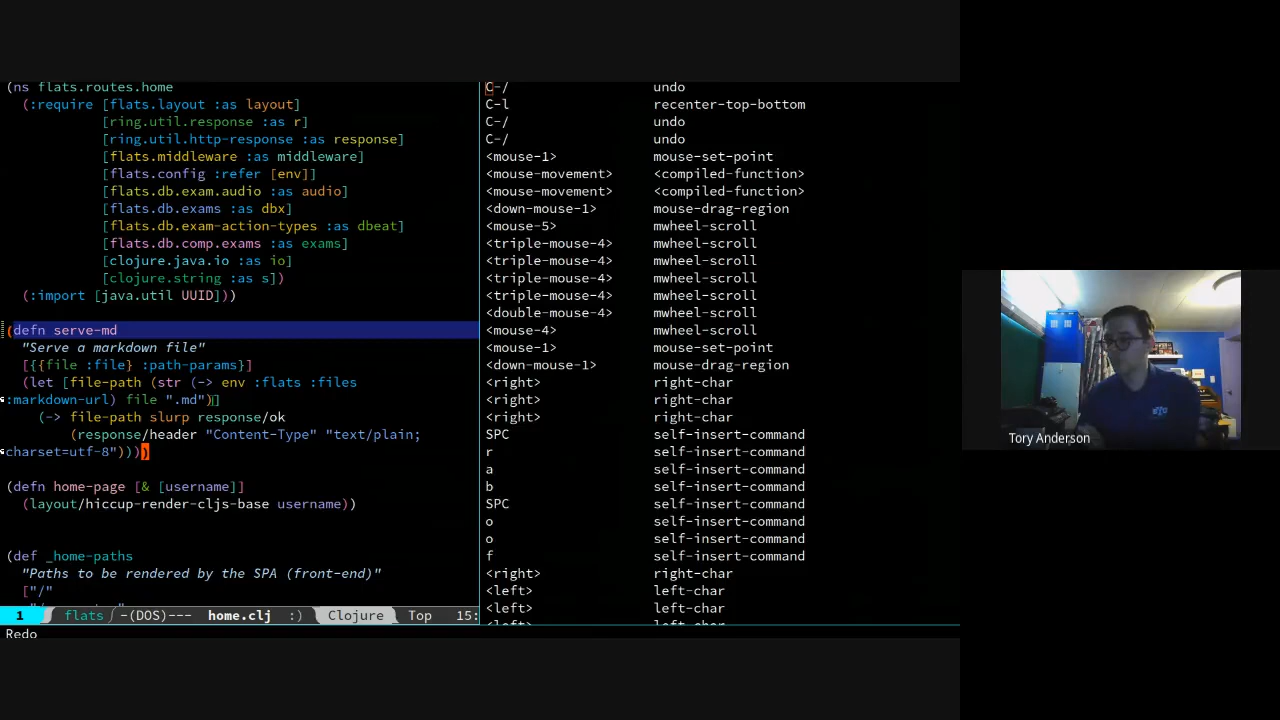 (ns flats.routes.home
(:require [flats.layout :as layout]
[ring.util.response :as r]
[ring.util.http-response :as response]
[flats.middleware :as middleware]
[flats.config :refer [env]]
[flats.db.exam.audio :as audio]
[flats.db.exams :as dbx]
[flats.db.exam-action-types :as dbeat]
[flats.db.comp.exams :as exams]
[clojure.java.io :as io]
[clojure.string :as s])
(:import [java.util UUID]))
(defn serve-md
"Serve a markdown file"
[{{file :file} :path-params}]
(let [file-path (str (-> env :flats :files
:markdown-url) file ".md")]
(-> file-path slurp response/ok
(response/header "Content-Type" "text/plain;
charset=utf-8"))))
(defn home-page [& [username]]
(layout/hiccup-render-cljs-base username))
(def _home-paths
"Paths to be rendered by the SPA (front-end)"
["/"
1 flats -(DOS)--- home.clj :) Clojure Top 15:
Redo
C-/ undo
C-l recenter-top-bottom
C-/ undo
C-/ undo
<mouse-1> mouse-set-point
<mouse-movement> <compiled-function>
<mouse-movement> <compiled-function>
<down-mouse-1> mouse-drag-region
<mouse-5> mwheel-scroll
<triple-mouse-4> mwheel-scroll
<triple-mouse-4> mwheel-scroll
<triple-mouse-4> mwheel-scroll
<triple-mouse-4> mwheel-scroll
<double-mouse-4> mwheel-scroll
<mouse-4> mwheel-scroll
<mouse-1> mouse-set-point
<down-mouse-1> mouse-drag-region
<right> right-char
<right> right-char
<right> right-char
SPC self-insert-command
r self-insert-command
a self-insert-command
b self-insert-command
SPC self-insert-command
o self-insert-command
o self-insert-command
f self-insert-command
<right> right-char
<left> left-char
<left> left-char
<left> left-char
Tory Anderson